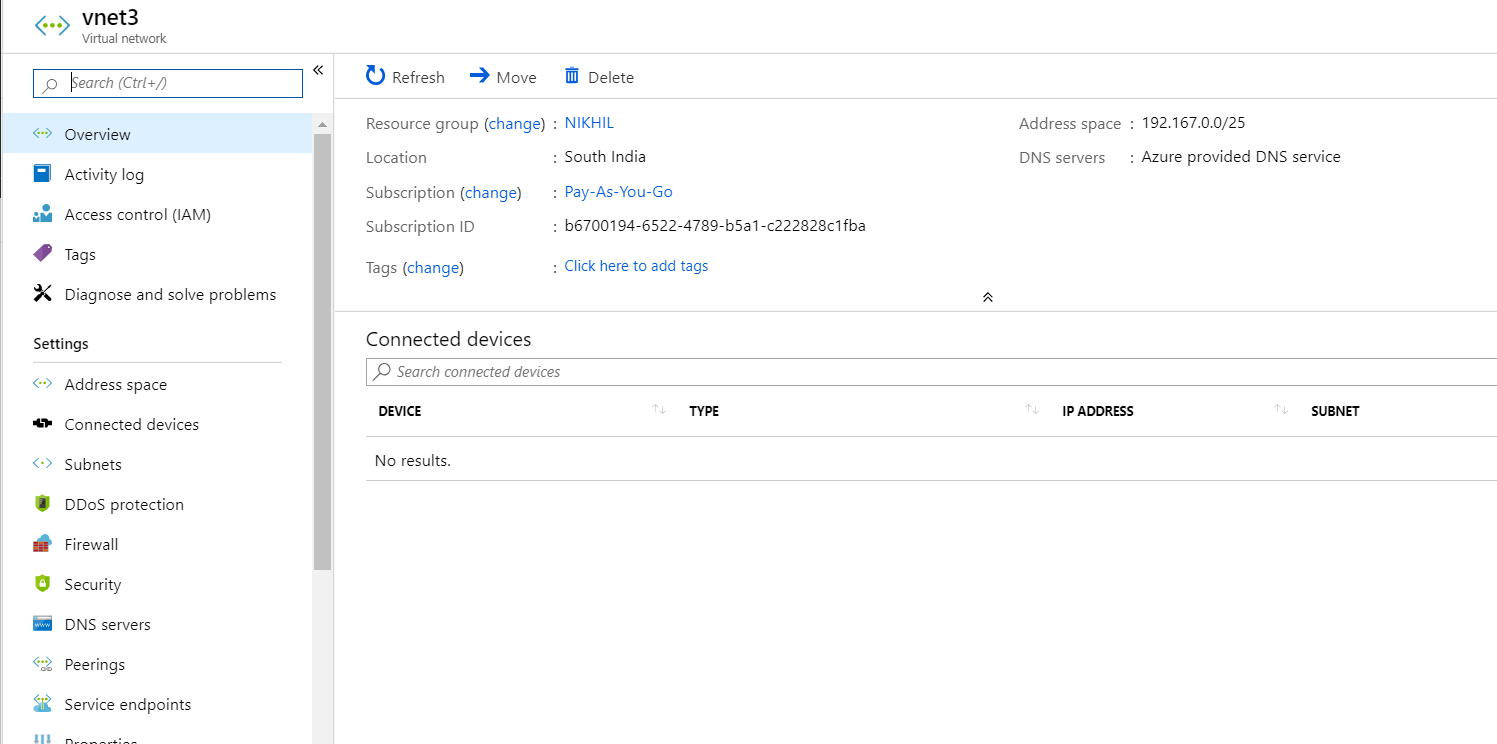 vnet3
Virtual network
Search (Ctrl+/)
«
Overview
Activity log
Access control (IAM)
Tags
Diagnose and solve problems
Settings
Address space
Connected devices
Subnets
DDoS protection
Firewall
Security
DNS servers
Peerings
Service endpoints
Properties
Refresh Move Delete
Resource group (change) : NIKHIL
Location : South India
Subscription (change) : Pay-As-You-Go
Subscription ID : b6700194-6522-4789-b5a1-c222828c1fba
Tags (change) : Click here to add tags
Address space : 192.167.0.0/25
DNS servers : Azure provided DNS service
Connected devices
Search connected devices
DEVICE TYPE IP ADDRESS SUBNET
No results.